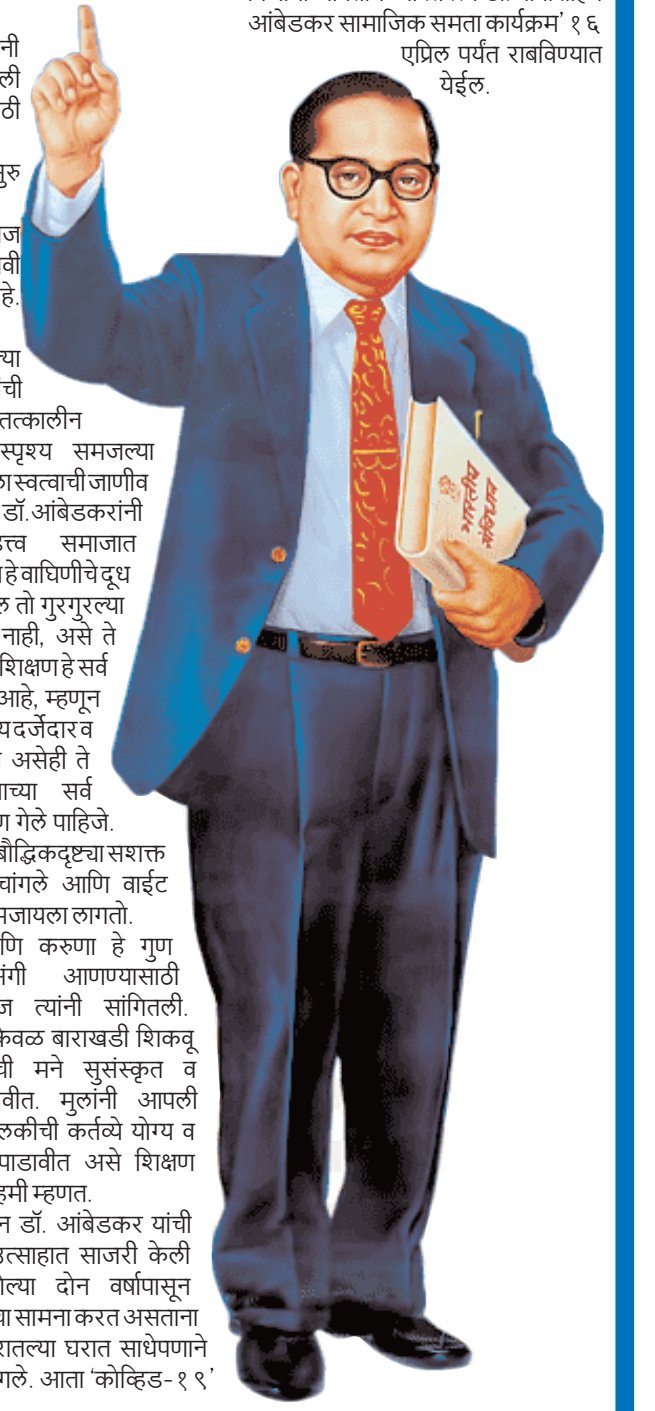 नी
ली
ठी
रु
ज
वी
हे.
्या
ची
तत्कालीन
स्पृश्य समजल्या
ला स्वत्वाची जाणीव
डॉ.आंबेडकरांनी
त्त्व समाजात
हे वाघिणीचे दूध
ल तो गुरगुरल्या
नाही, असे ते
शिक्षण हे सर्व
आहे, म्हणून
य दर्जेदार व
असेही ते
ाच्या सर्व
ण गेले पाहिजे.
बौद्धिकदृष्ट्या सशक्त
चांगले आणि वाईट
मजायला लागतो.
णि करुणा हे गुण
ंगी आणण्यासाठी
ज त्यांनी सांगितली.
केवळ बाराखडी शिकवू
ची मने सुसंस्कृत व
वीत. मुलांनी आपली
लकीची कर्तव्ये योग्य व
पाडावीत असे शिक्षण
हमी म्हणत.
न डॉ. आंबेडकर यांची
उत्साहात साजरी केली
ल्या दोन वर्षापासून
चा सामना करत असताना
रातल्या घरात साधेपणाने
गले. आता ‘कोव्हिड-१९’
आंबेडकर सामाजिक समता कार्यक्रम’ १६
एप्रिल पर्यंत राबविण्यात
येईल.
भारतीय
संविधान